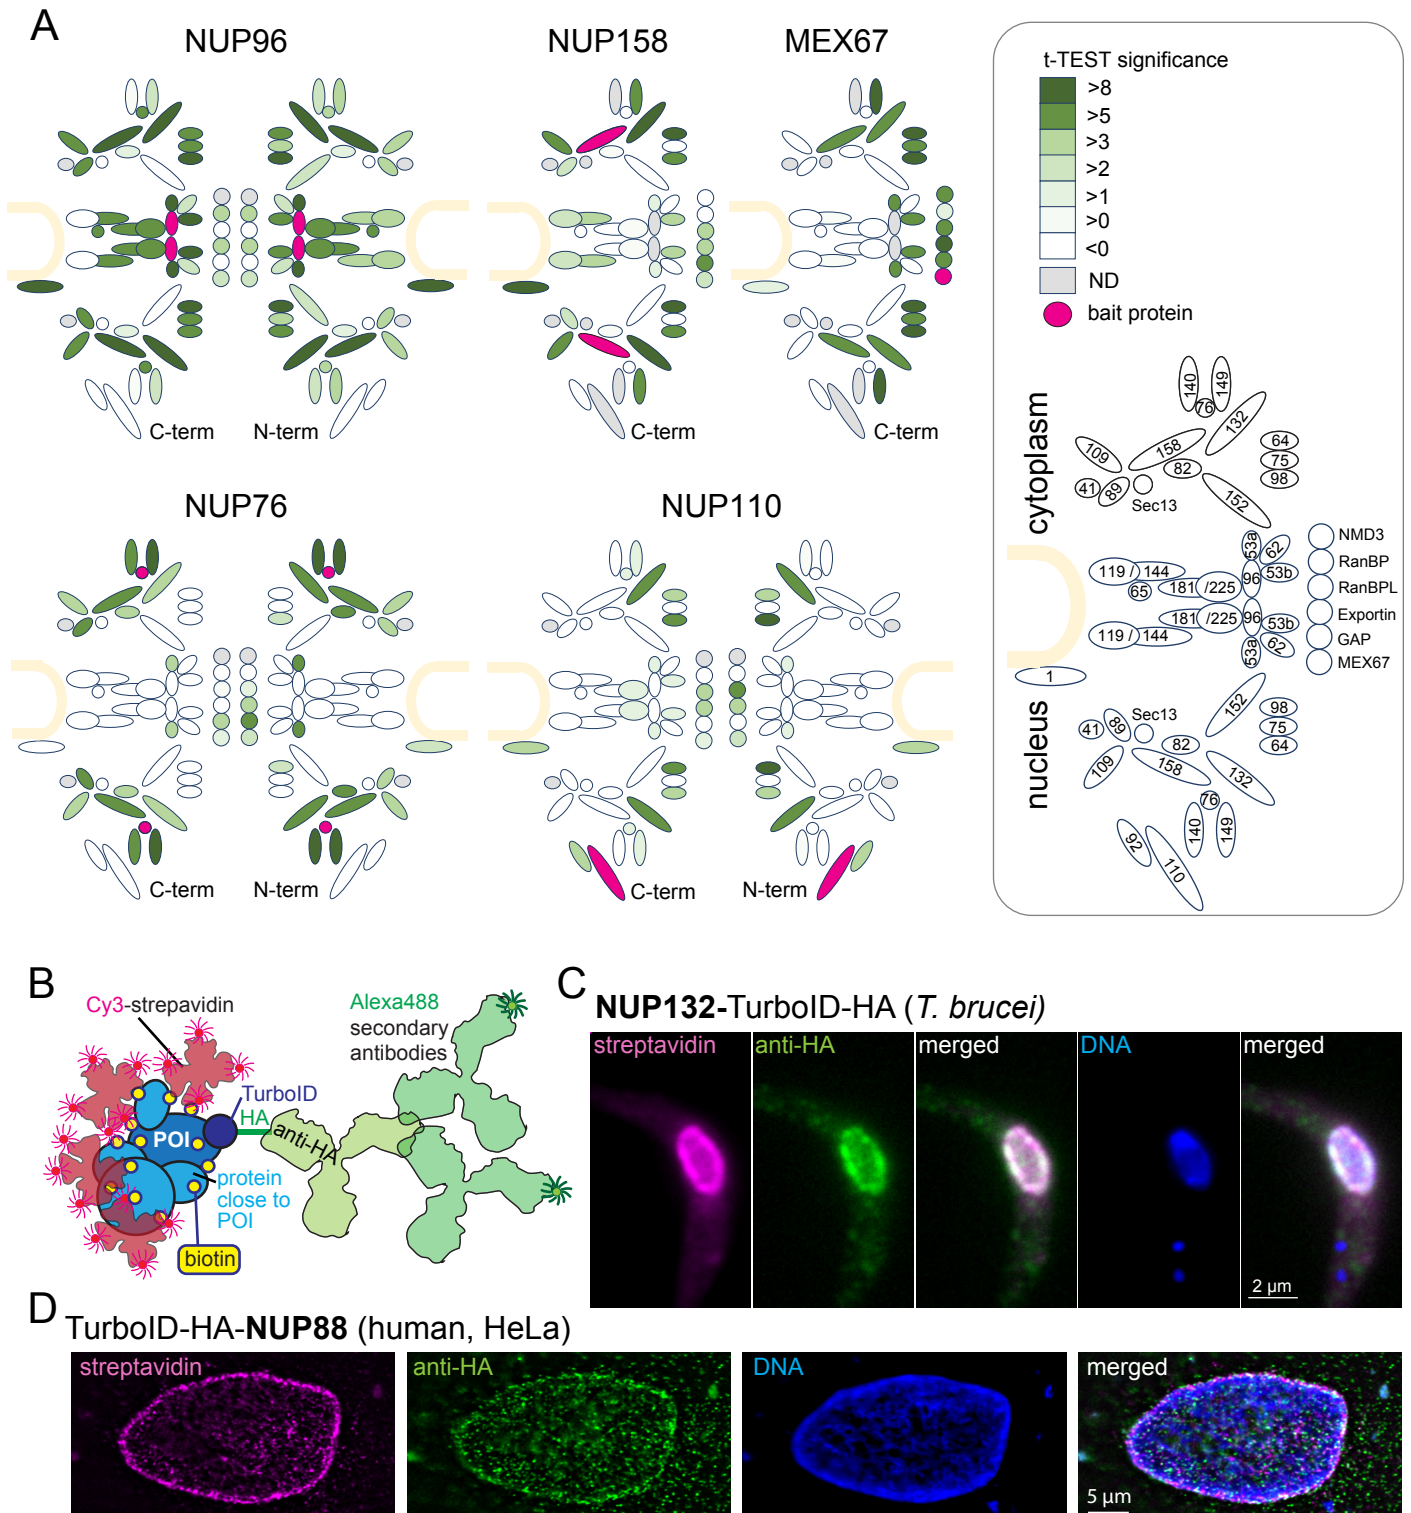 A
NUP96
NUP158
MEX67
C-term
N-term
C-term
C-term
NUP76
NUP110
C-term
N-term
C-term
N-term
t-TEST significance
>8
>5
>3
>2
>1
>0
<0
ND
bait protein
cytoplasm
nucleus
140
149
76
132
109
158
64
82
75
41
89
98
Sec13
152
53a
62
NMD3
RanBP
119 /
144
96
53b
RanBPL
181
/225
65
Exportin
181
/225
96
53b
GAP
119 /
144
53a
62
MEX67
1
152
98
41
89
Sec13
75
82
64
109
158
132
76
140
149
92
110
B
Cy3-strepavidin
Alexa488
secondary
antibodies
TurboID
HA
anti-HA
POI
protein
close to
POI
biotin
C
NUP132-TurboID-HA (T. brucei)
streptavidin
anti-HA
merged
DNA
merged
2 µm
D
TurboID-HA-NUP88 (human, HeLa)
streptavidin
anti-HA
DNA
merged
5 µm